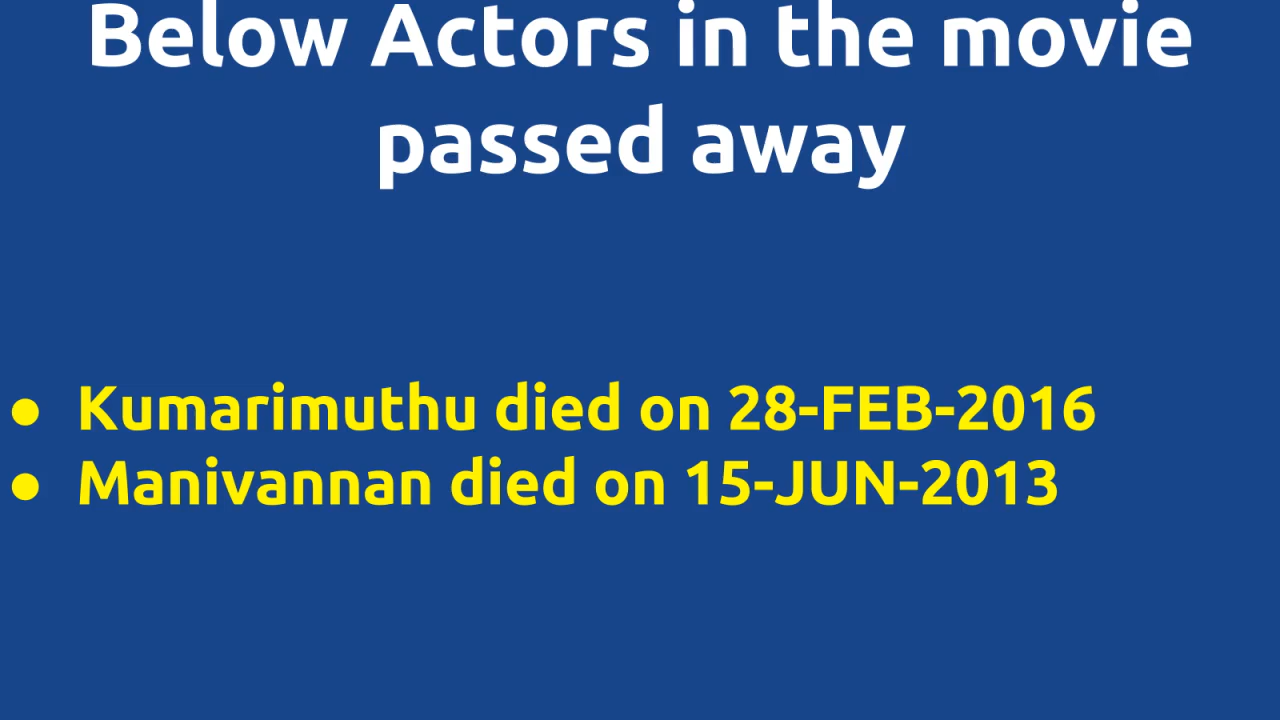 Below Actors in the movie
passed away
● Kumarimuthu died on 28-FEB-2016
● Manivannan died on 15-JUN-2013